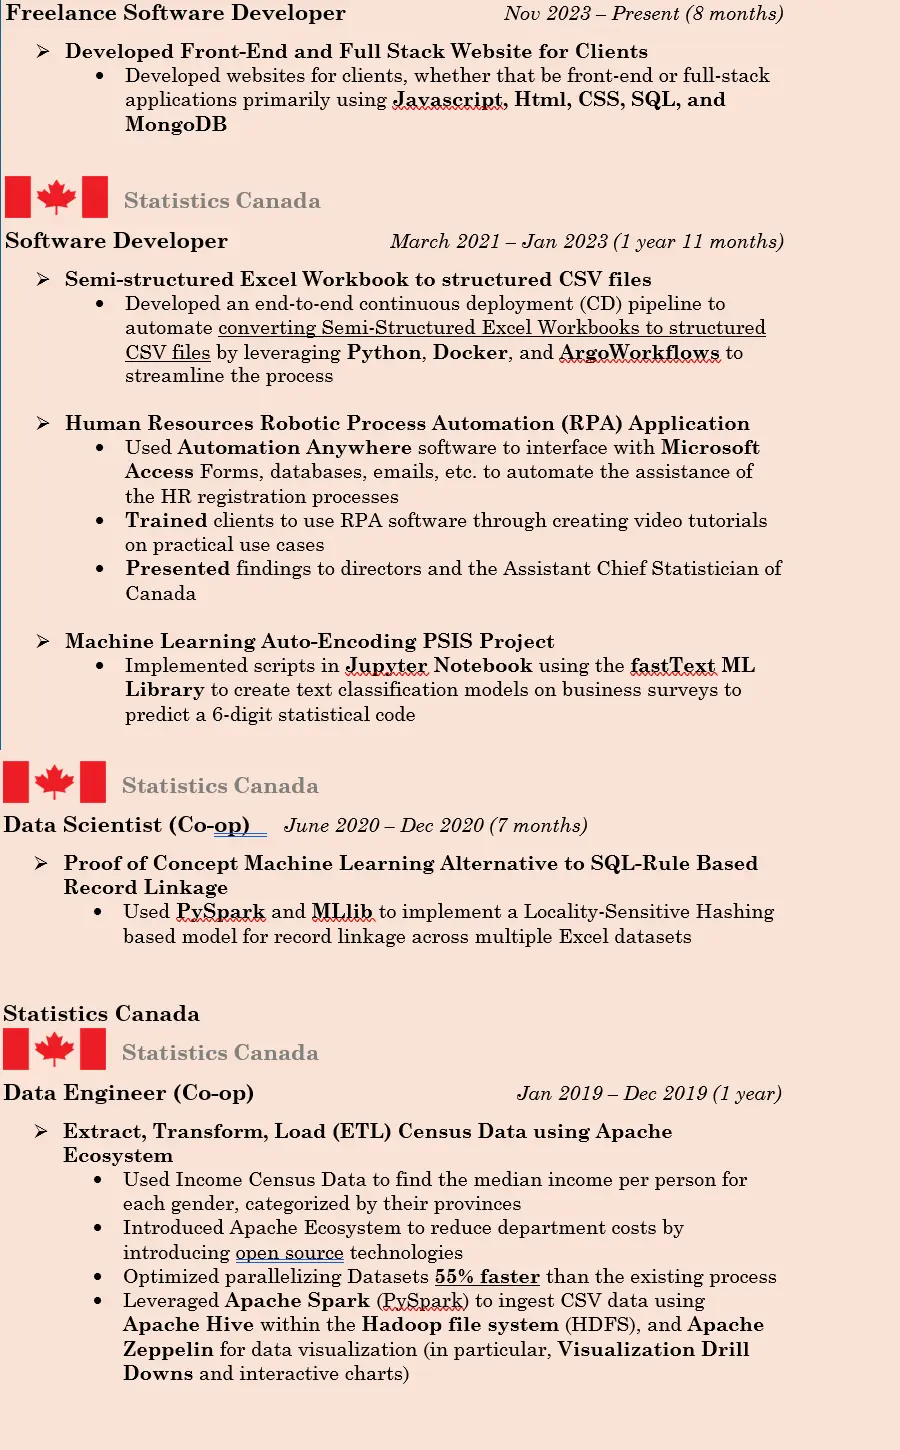 Freelance Software Developer Nov 2023 – Present (8 months)
➢ Developed Front-End and Full Stack Website for Clients
• Developed websites for clients, whether that be front-end or full-stack
applications primarily using Javascript, Html, CSS, SQL, and
MongoDB
Statistics Canada
Software Developer March 2021 – Jan 2023 (1 year 11 months)
➢ Semi-structured Excel Workbook to structured CSV files
• Developed an end-to-end continuous deployment (CD) pipeline to
automate converting Semi-Structured Excel Workbooks to structured
CSV files by leveraging Python, Docker, and ArgoWorkflows to
streamline the process
➢ Human Resources Robotic Process Automation (RPA) Application
• Used Automation Anywhere software to interface with Microsoft
Access Forms, databases, emails, etc. to automate the assistance of
the HR registration processes
• Trained clients to use RPA software through creating video tutorials
on practical use cases
• Presented findings to directors and the Assistant Chief Statistician of
Canada
➢ Machine Learning Auto-Encoding PSIS Project
• Implemented scripts in Jupyter Notebook using the fastText ML
Library to create text classification models on business surveys to
predict a 6-digit statistical code
Statistics Canada
Data Scientist (Co-op) June 2020 – Dec 2020 (7 months)
➢ Proof of Concept Machine Learning Alternative to SQL-Rule Based
Record Linkage
• Used PySpark and MLlib to implement a Locality-Sensitive Hashing
based model for record linkage across multiple Excel datasets
Statistics Canada
Statistics Canada
Data Engineer (Co-op) Jan 2019 – Dec 2019 (1 year)
➢ Extract, Transform, Load (ETL) Census Data using Apache
Ecosystem
• Used Income Census Data to find the median income per person for
each gender, categorized by their provinces
• Introduced Apache Ecosystem to reduce department costs by
introducing open source technologies
• Optimized parallelizing Datasets 55% faster than the existing process
• Leveraged Apache Spark (PySpark) to ingest CSV data using
Apache Hive within the Hadoop file system (HDFS), and Apache
Zeppelin for data visualization (in particular, Visualization Drill
Downs and interactive charts)